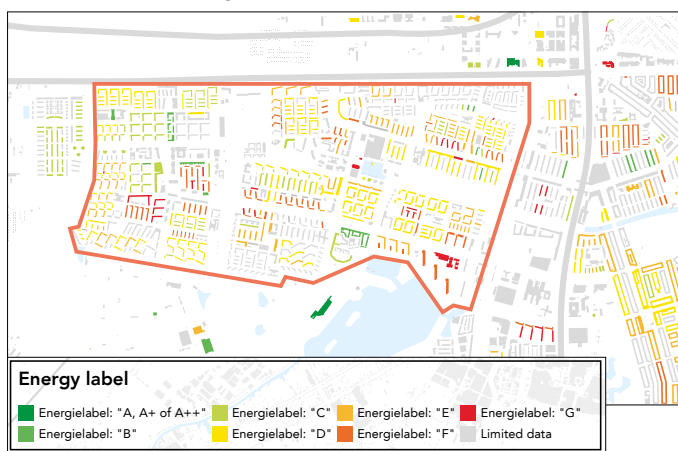 Energy label
Energielabel: "A, A+ of A++" Energielabel: "C" Energielabel: "E" Energielabel: "G"
Energielabel: "B" Energielabel: "D" Energielabel: "F" Limited data